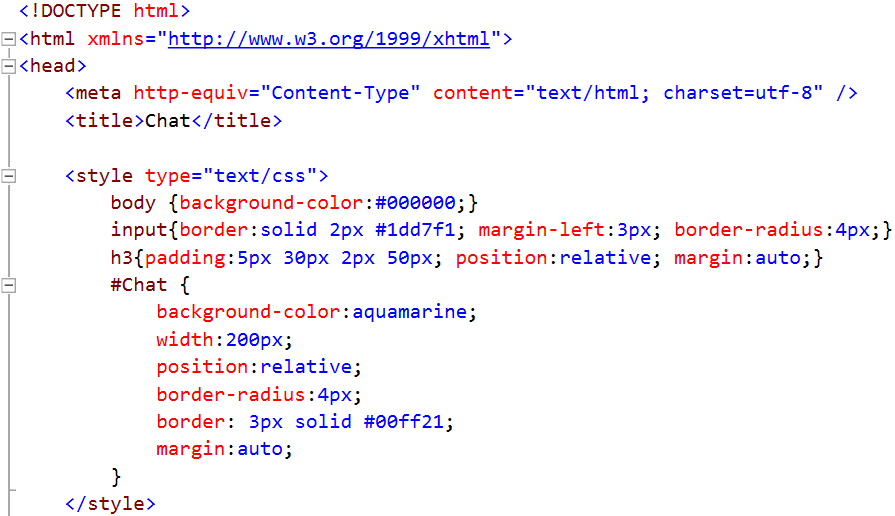 <!DOCTYPE html>
<html xmlns="http://www.w3.org/1999/xhtml">
<head>
    <meta http-equiv="Content-Type" content="text/html; charset=utf-8" />
    <title>Chat</title>

    <style type="text/css">
        body {background-color:#000000;}
        input{border:solid 2px #1dd7f1; margin-left:3px; border-radius:4px;}
        h3{padding:5px 30px 2px 50px; position:relative; margin:auto;}
        #Chat {
            background-color:aquamarine;
            width:200px;
            position:relative;
            border-radius:4px;
            border: 3px solid #00ff21;
            margin:auto;
        }
    </style>